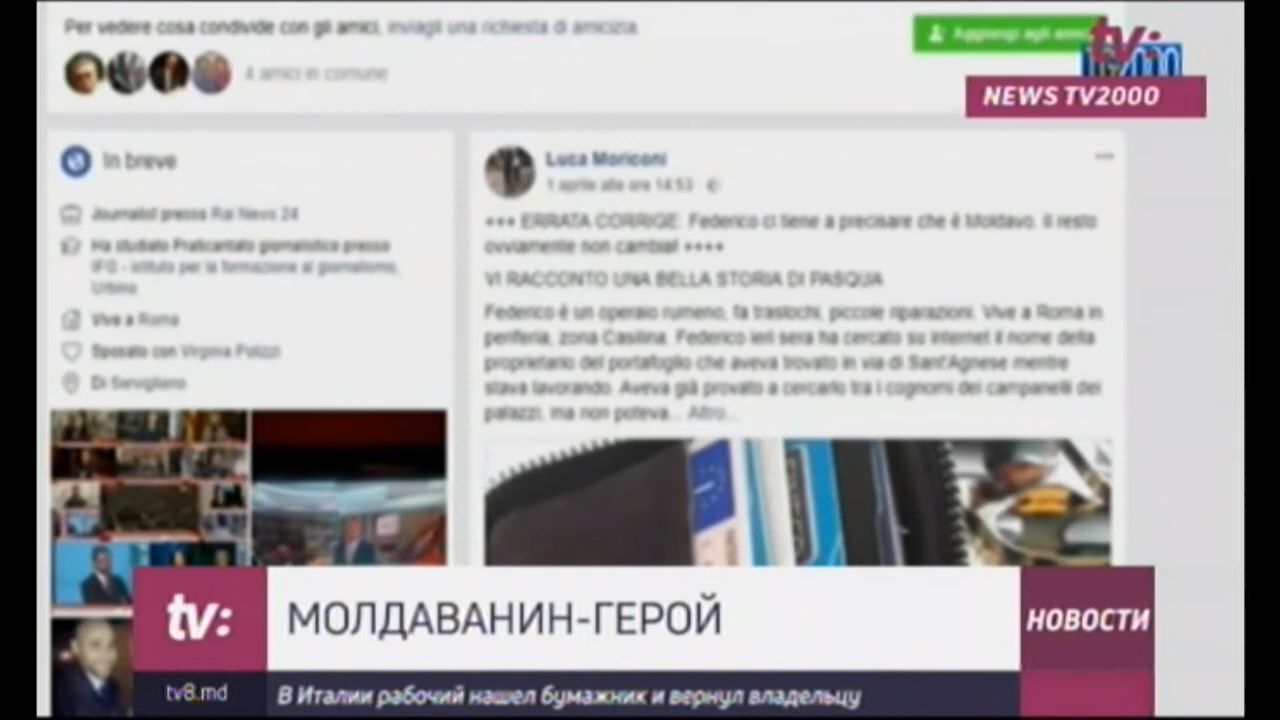 Per vedere cosa condivide con gli amici, inviagli una richiesta di amicizia.
Aggiungi agli
4 amici in comune
tv:
NEWS TV2000
In breve
Journalist presso Rai News 24
Ha studiato Praticantato giornalistico presso
IFG - istituto per la formazione al giornalismo,
Urbino
Vive a Roma
Sposato con Virginia Polizzi
Di Servigliano
Luca Moriconi
1 aprile alle ore 14:53
+++ ERRATA CORRIGE: Federico ci tiene a precisare che è Moldavo. Il resto
ovviamente non cambia! ++++
VI RACCONTO UNA BELLA STORIA DI PASQUA
Federico è un operaio rumeno, fa traslochi, piccole riparazioni. Vive a Roma in
periferia, zona Casilina. Federico ieri sera ha cercato su internet il nome della
proprietario del portafoglio che aveva trovato in via di Sant'Agnese mentre
stava lavorando. Aveva già provato a cercarlo tra i cognomi dei campanelli dei
palazzi, ma non poteva... Altro...
tv:
МОЛДАВАНИН-ГЕРОЙ
НОВОСТИ
tv8.md
В Италии рабочий нашел бумажник и вернул владельцу